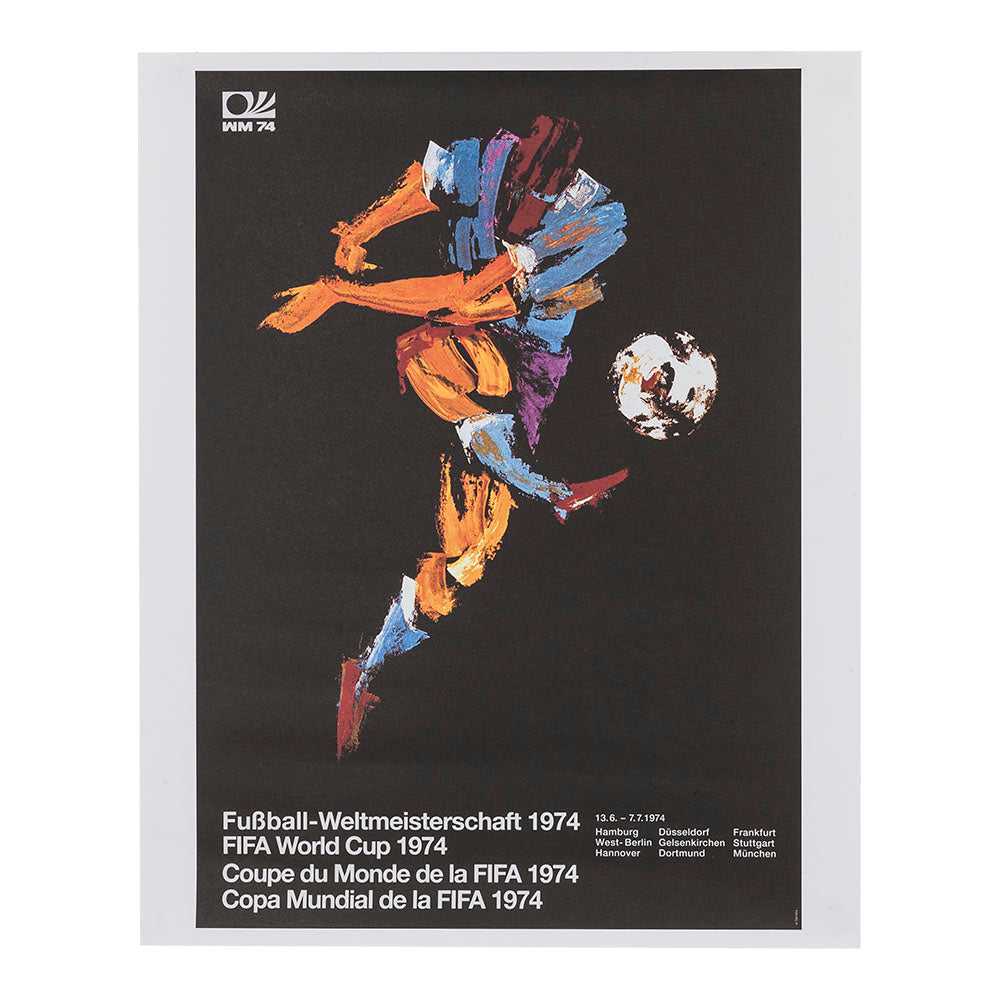 WM 74
Fußball-Weltmeisterschaft 1974
FIFA World Cup 1974
Coupe du Monde de la FIFA 1974
Copa Mundial de la FIFA 1974
13.6. – 7.7.1974
Hamburg Düsseldorf Frankfurt
West-Berlin Gelsenkirchen Stuttgart
Hannover Dortmund München